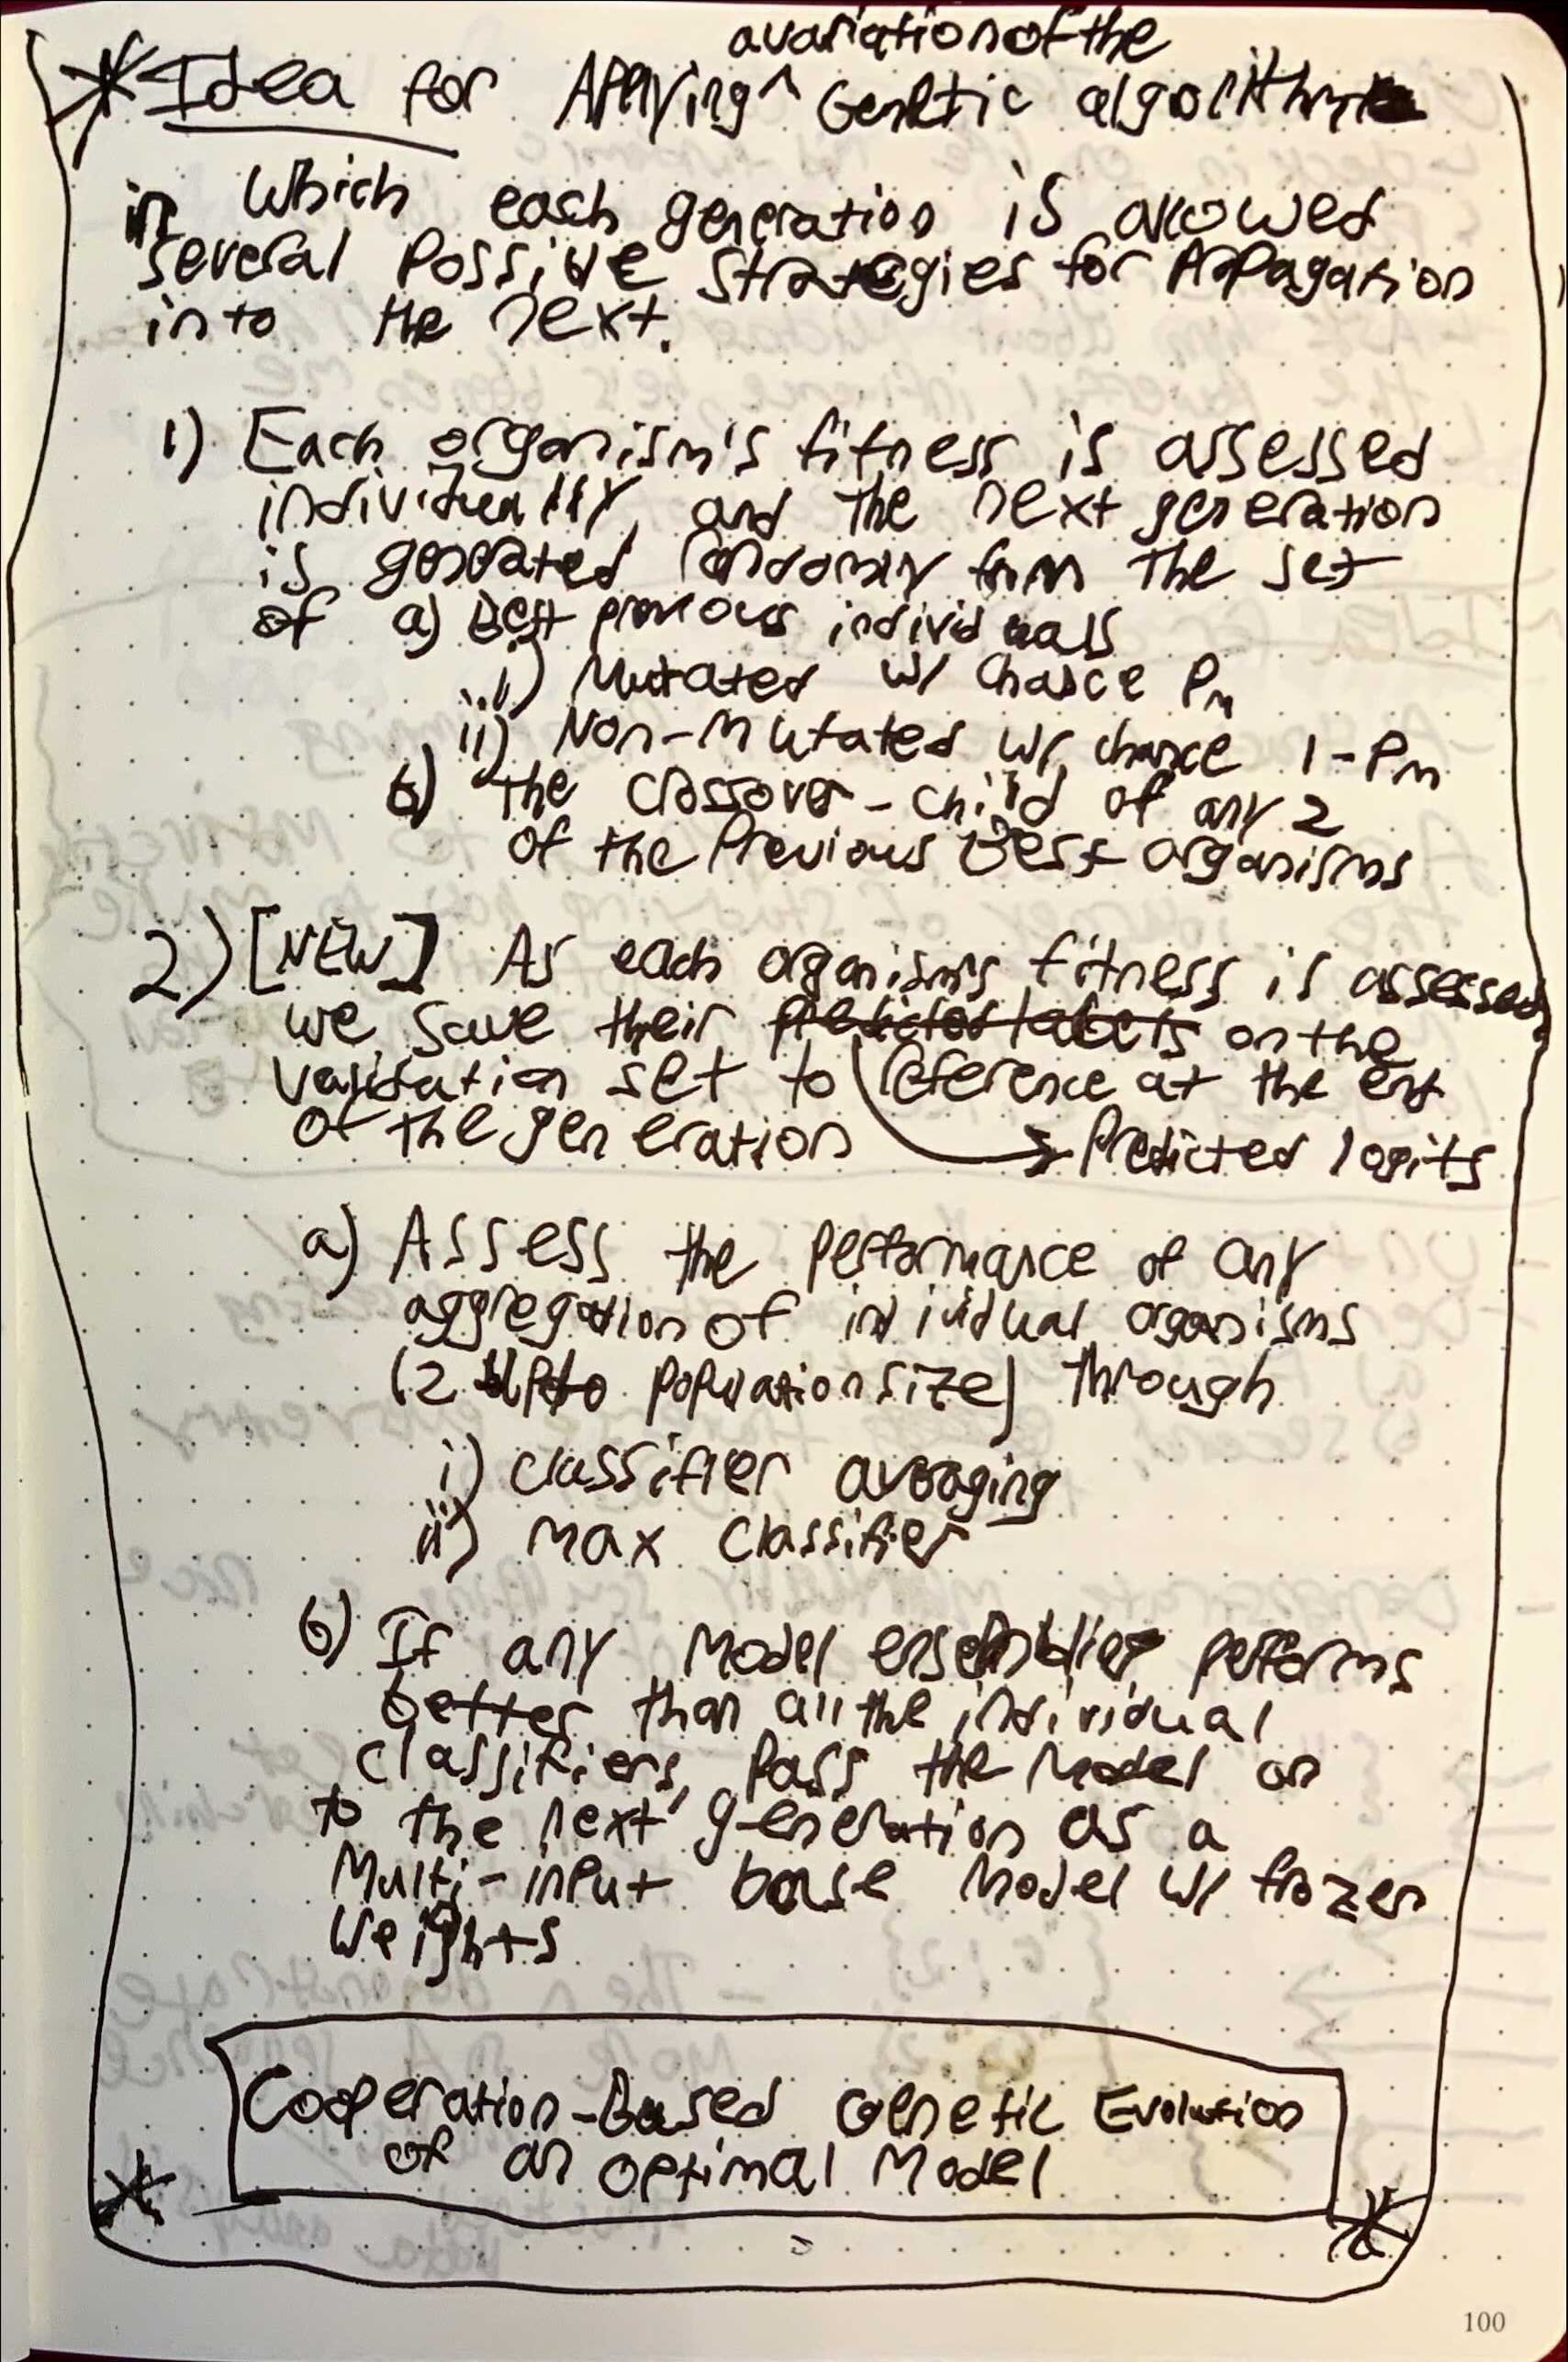 a variation of the
* Idea for Applying ^ Genetic algorithm
in which each generation is allowed
several possible strategies for propagation
into the next.
1) Each organism's fitness is assessed
individually, and the next generation
is generated randomly from the set
of a) Best previous individuals
i) Mutated w/ chance Pm
ii) Non-mutated w/ chance 1-Pm
b) the crossover-child of any 2
of the previous best organisms
2) [NEW] As each organisms fitness is assessed,
we save their predicted labels on the
validation set to reference at the end
of the generation → Predicted logits
a) Assess the performance of any
aggregation of individual organisms
(2 up to population size) through
i) classifier averaging
ii) max classifier
b) If any model ensemble performs
better than all the individual
classifiers, pass the model on
to the next generation as a
Multi-input base model w/ frozen
weights
Cooperation-Based Genetic Evolution
of an optimal Model
100